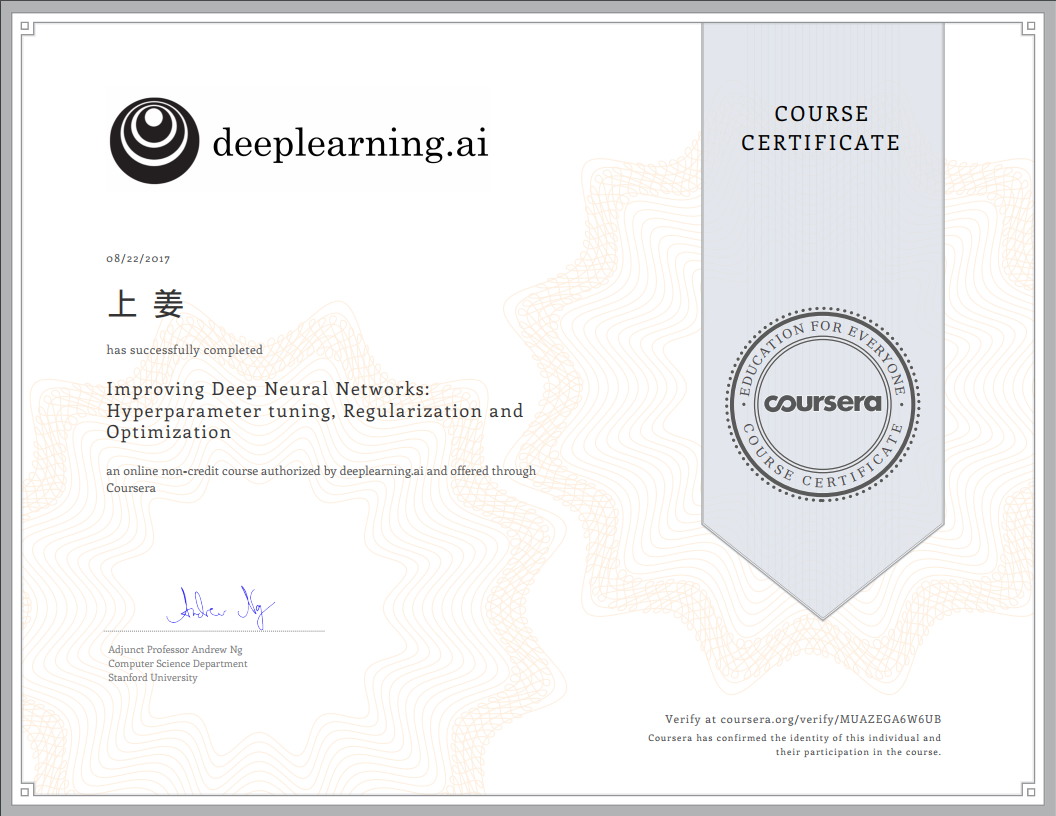 deeplearning.ai
COURSE
CERTIFICATE
08/22/2017
上 姜
has successfully completed
Improving Deep Neural Networks:
Hyperparameter tuning, Regularization and
Optimization
an online non-credit course authorized by deeplearning.ai and offered through
Coursera
EDUCATION FOR EVERYONE
coursera
COURSE CERTIFICATE
Andrew Ng
Adjunct Professor Andrew Ng
Computer Science Department
Stanford University
Verify at coursera.org/verify/MUAZEGA6W6UB
Coursera has confirmed the identity of this individual and
their participation in the course.